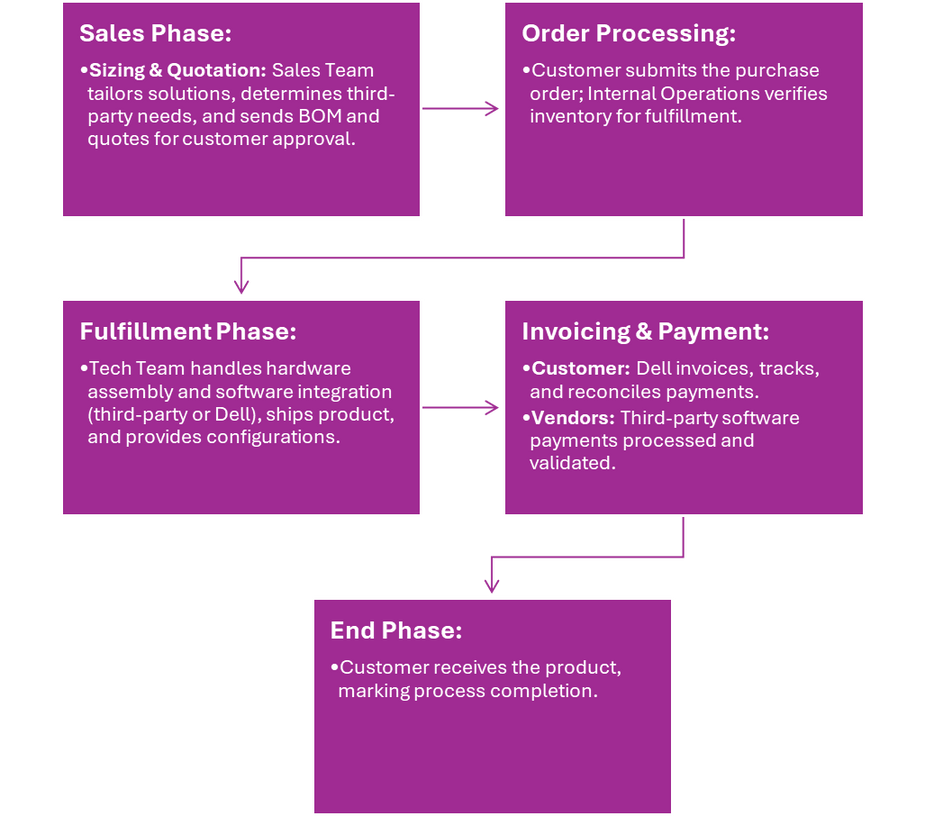 Sales Phase:
•Sizing & Quotation: Sales Team
tailors solutions, determines third-
party needs, and sends BOM and
quotes for customer approval.
Order Processing:
•Customer submits the purchase
order; Internal Operations verifies
inventory for fulfillment.
Fulfillment Phase:
•Tech Team handles hardware
assembly and software integration
(third-party or Dell), ships product,
and provides configurations.
Invoicing & Payment:
•Customer: Dell invoices, tracks,
and reconciles payments.
•Vendors: Third-party software
payments processed and
validated.
End Phase:
•Customer receives the product,
marking process completion.